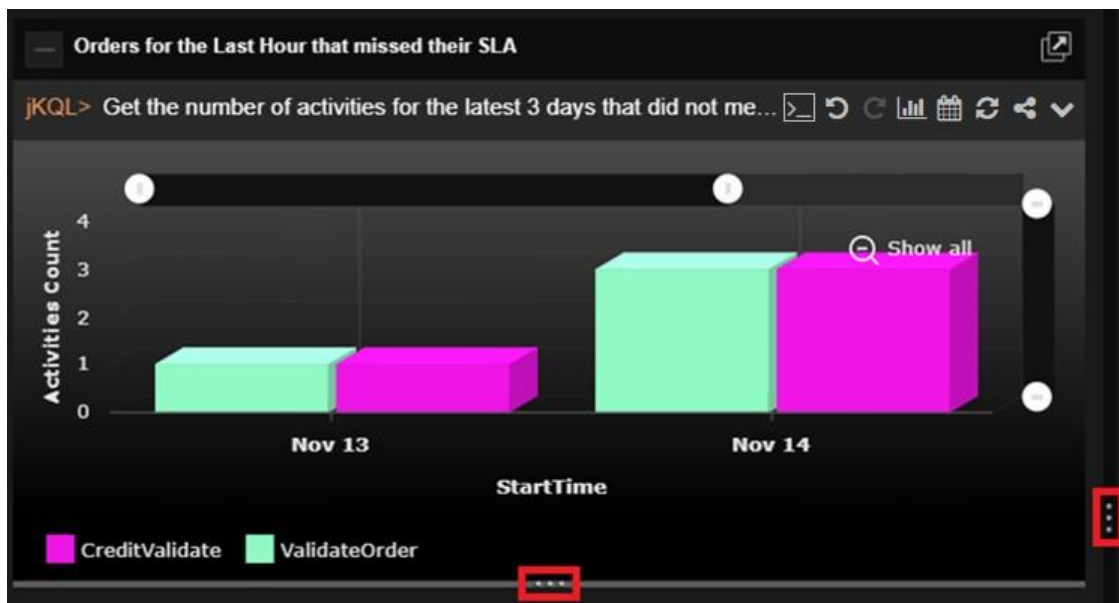 Orders for the Last Hour that missed their SLA
jKQL> Get the number of activities for the latest 3 days that did not me...
Show all
4
3
2
1
0
Activities Count
Nov 13 Nov 14
StartTime
CreditValidate ValidateOrder